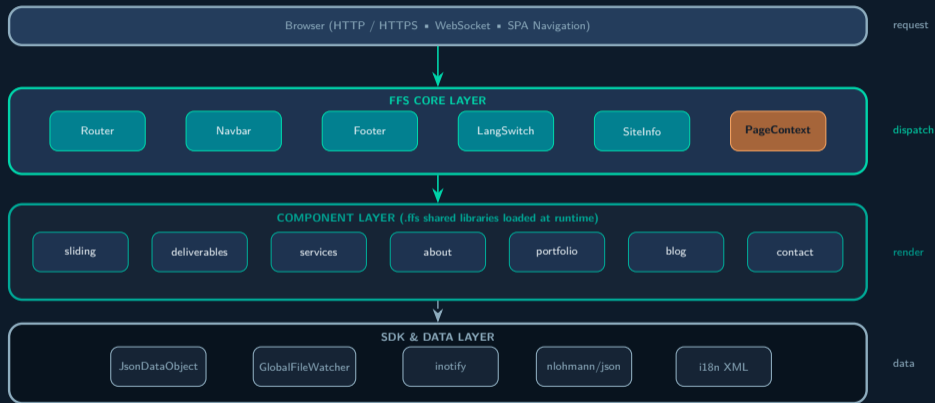 Browser (HTTP / HTTPS ▪ WebSocket ▪ SPA Navigation)
request
FFS CORE LAYER
Router
Navbar
Footer
LangSwitch
SiteInfo
PageContext
dispatch
COMPONENT LAYER (.ffs shared libraries loaded at runtime)
sliding
deliverables
services
about
portfolio
blog
contact
render
SDK & DATA LAYER
JsonDataObject
GlobalFileWatcher
inotify
nlohmann/json
i18n XML
data